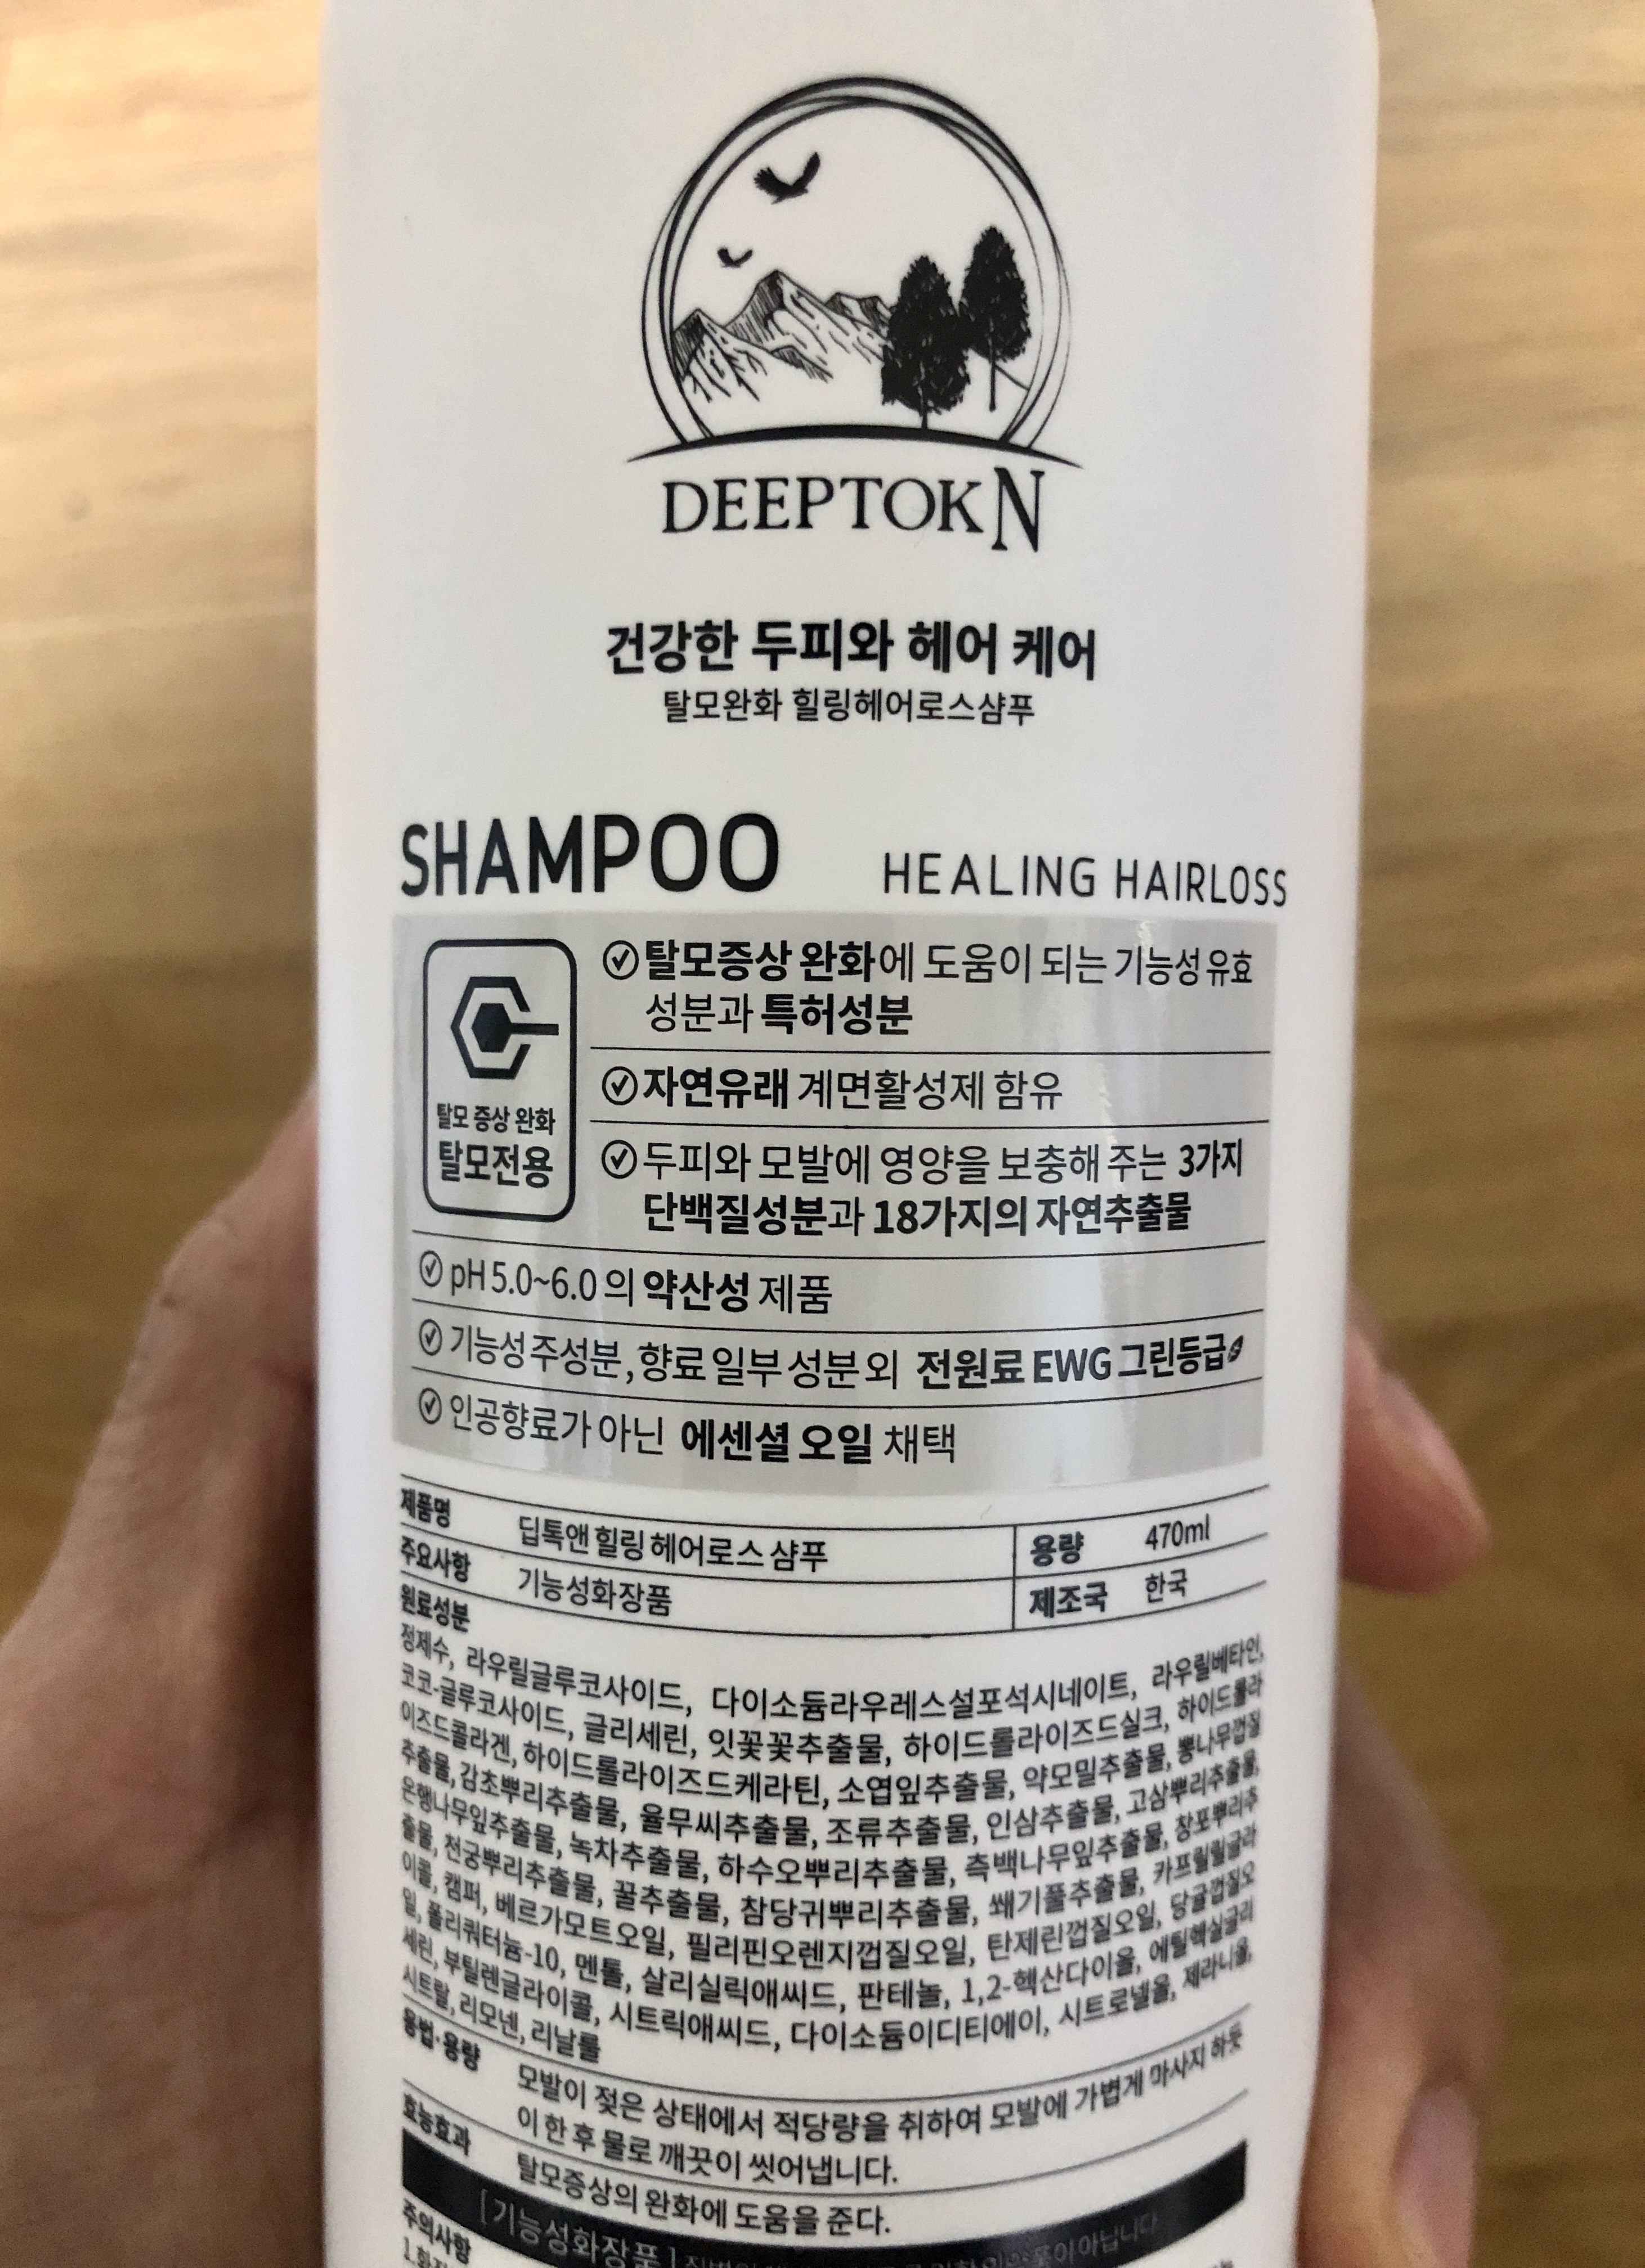 DEEPTOKN
건강한 두피와 헤어 케어
탈모완화 힐링헤어로스샴푸
SHAMPOO HEALING HAIRLOSS
탈모 증상 완화
탈모전용
탈모증상 완화에 도움이 되는 기능성 유효
성분과 특허성분
자연유래 계면활성제 함유
두피와 모발에 영양을 보충해 주는 3가지
단백질성분과 18가지의 자연추출물
pH 5.0~6.0의 약산성 제품
기능성 주성분, 향료 일부 성분 외 전원료 EWG 그린등급
인공향료가 아닌 에센셜 오일 채택
제품명 딥톡앤 힐링 헤어로스 샴푸 용량 470ml
주요사항 기능성화장품 제조국 한국
원료성분
정제수, 라우릴글루코사이드, 다이소듐라우레스설포석시네이트, 라우릴베타인,
코코-글루코사이드, 글리세린, 잇꽃꽃추출물, 하이드롤라이즈드실크, 하이드롤라
이즈드콜라겐, 하이드롤라이즈드케라틴, 소엽잎추출물, 약모밀추출물, 뽕나무껍질
추출물, 감초뿌리추출물, 율무씨추출물, 조류추출물, 인삼추출물, 고삼뿌리추출물,
은행나무잎추출물, 녹차추출물, 하수오뿌리추출물, 측백나무잎추출물, 창포뿌리추
출물, 천궁뿌리추출물, 꿀추출물, 참당귀뿌리추출물, 쐐기풀추출물, 카프릴릴글라
이콜, 캠퍼, 베르가모트오일, 필리핀오렌지껍질오일, 탄제린껍질오일, 당귤껍질오
일, 폴리쿼터늄-10, 멘톨, 살리실릭애씨드, 판테놀, 1,2-헥산다이올, 에틸헥실글리
세린, 부틸렌글라이콜, 시트릭애씨드, 다이소듐이디티에이, 시트로넬올, 제라니올,
시트랄, 리모넨, 리날룰
용법·용량 모발이 젖은 상태에서 적당량을 취하여 모발에 가볍게 마사지 하듯
이 한 후 물로 깨끗이 씻어냅니다.
효능효과 탈모증상의 완화에 도움을 준다.
[기능성화장품]
주의사항